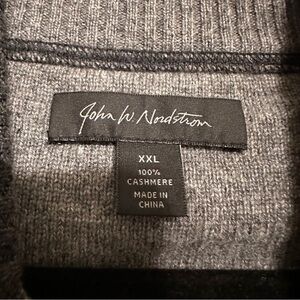 John W. Nordstrom
XXL
100%
CASHMERE
MADE IN
CHINA